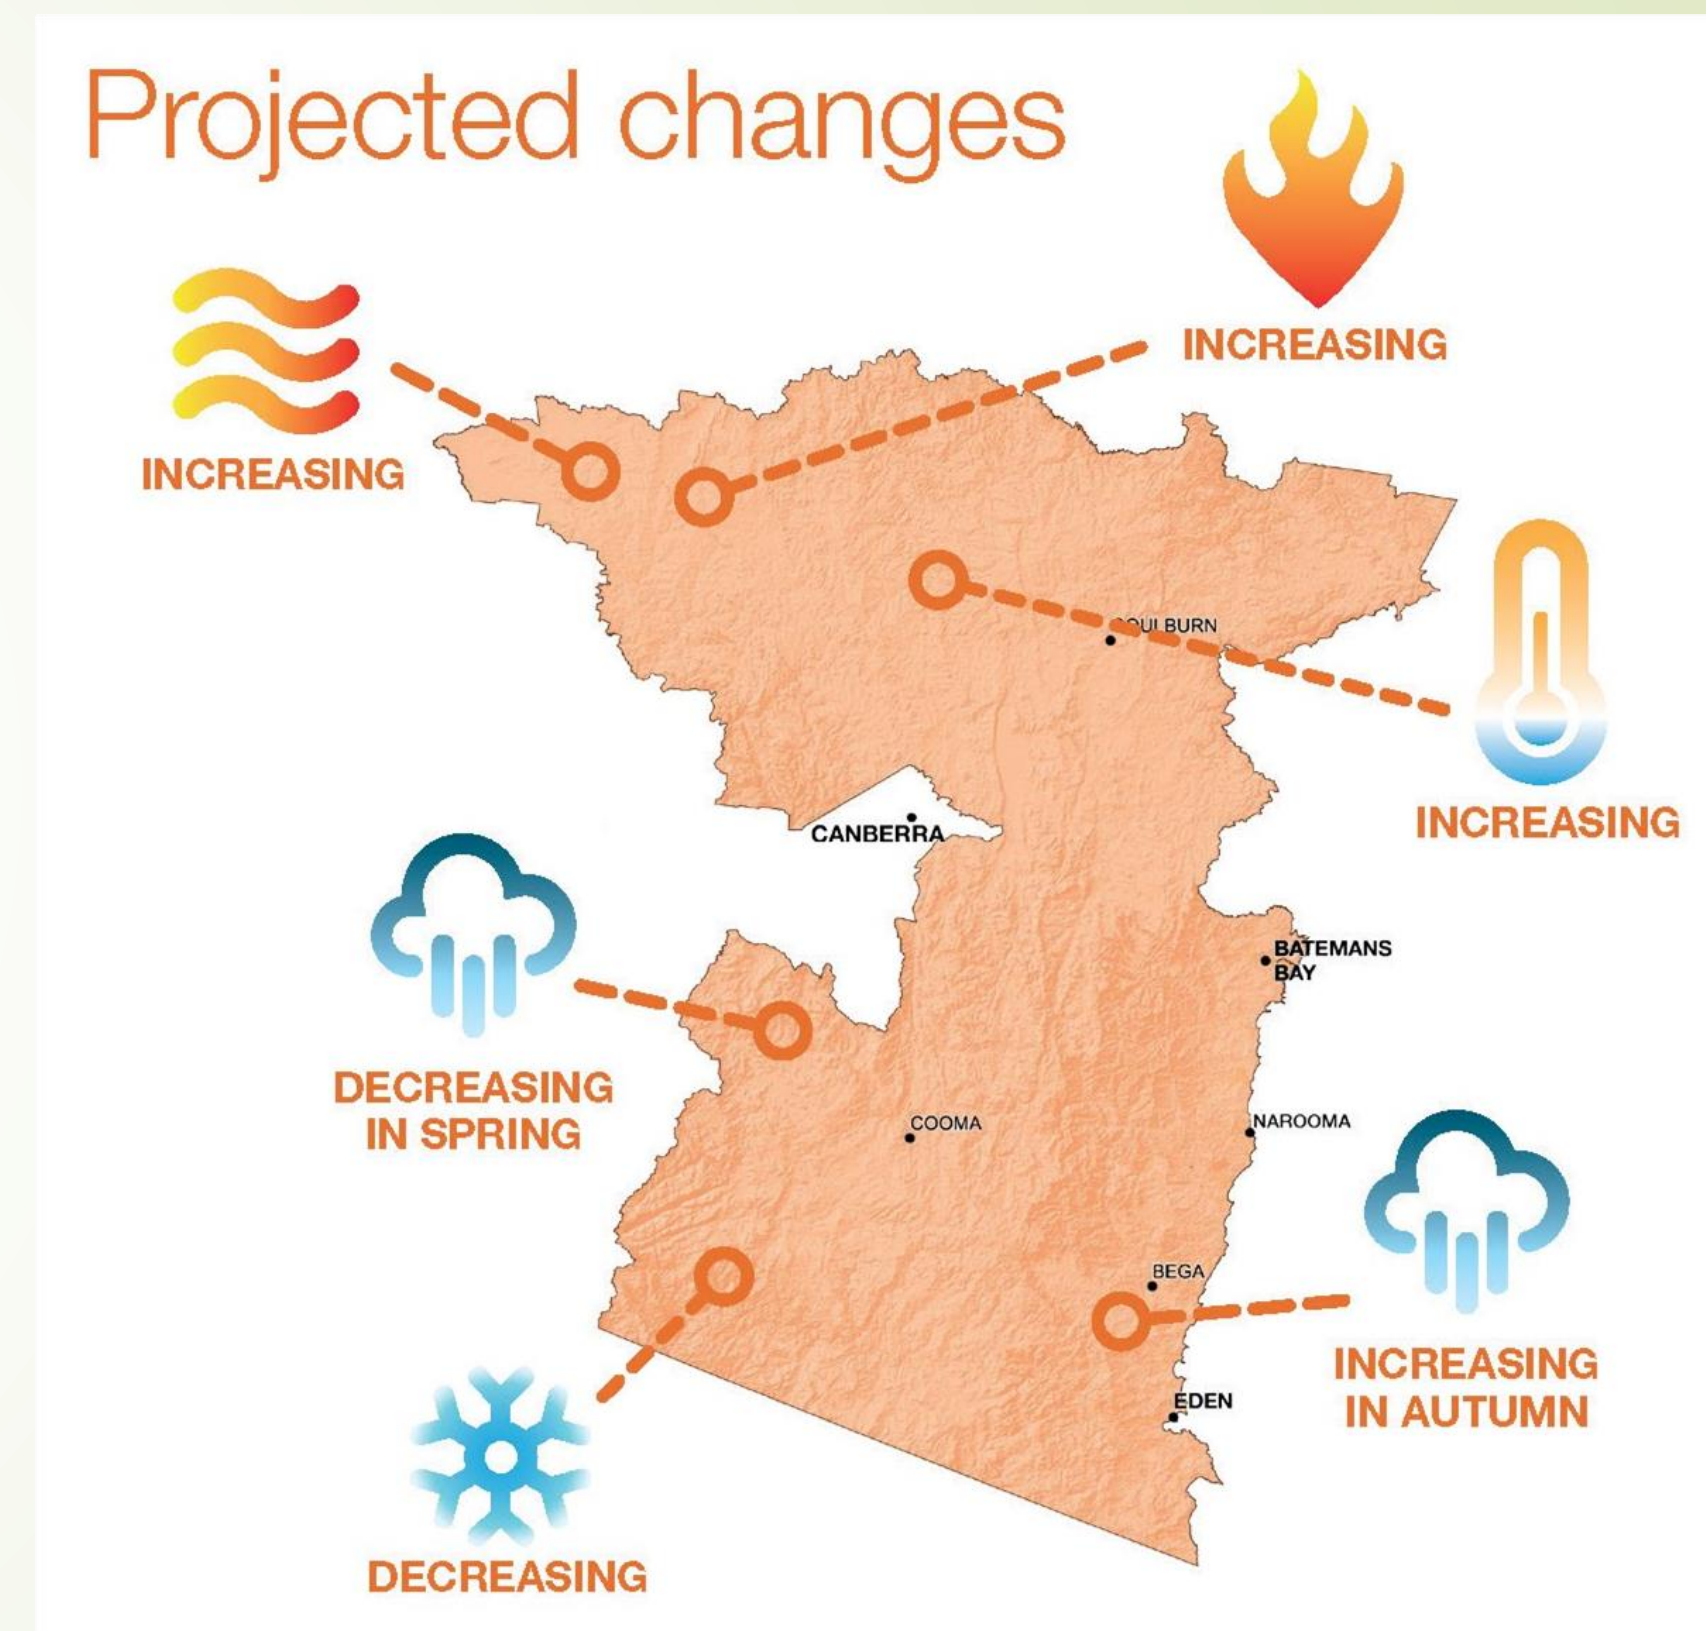 Projected changes
INCREASING
INCREASING
INCREASING
CANBERRA
BATEMANS
BAY
DECREASING
IN SPRING
COOMA
NAROOMA
BEGA
INCREASING
IN AUTUMN
EDEN
DECREASING